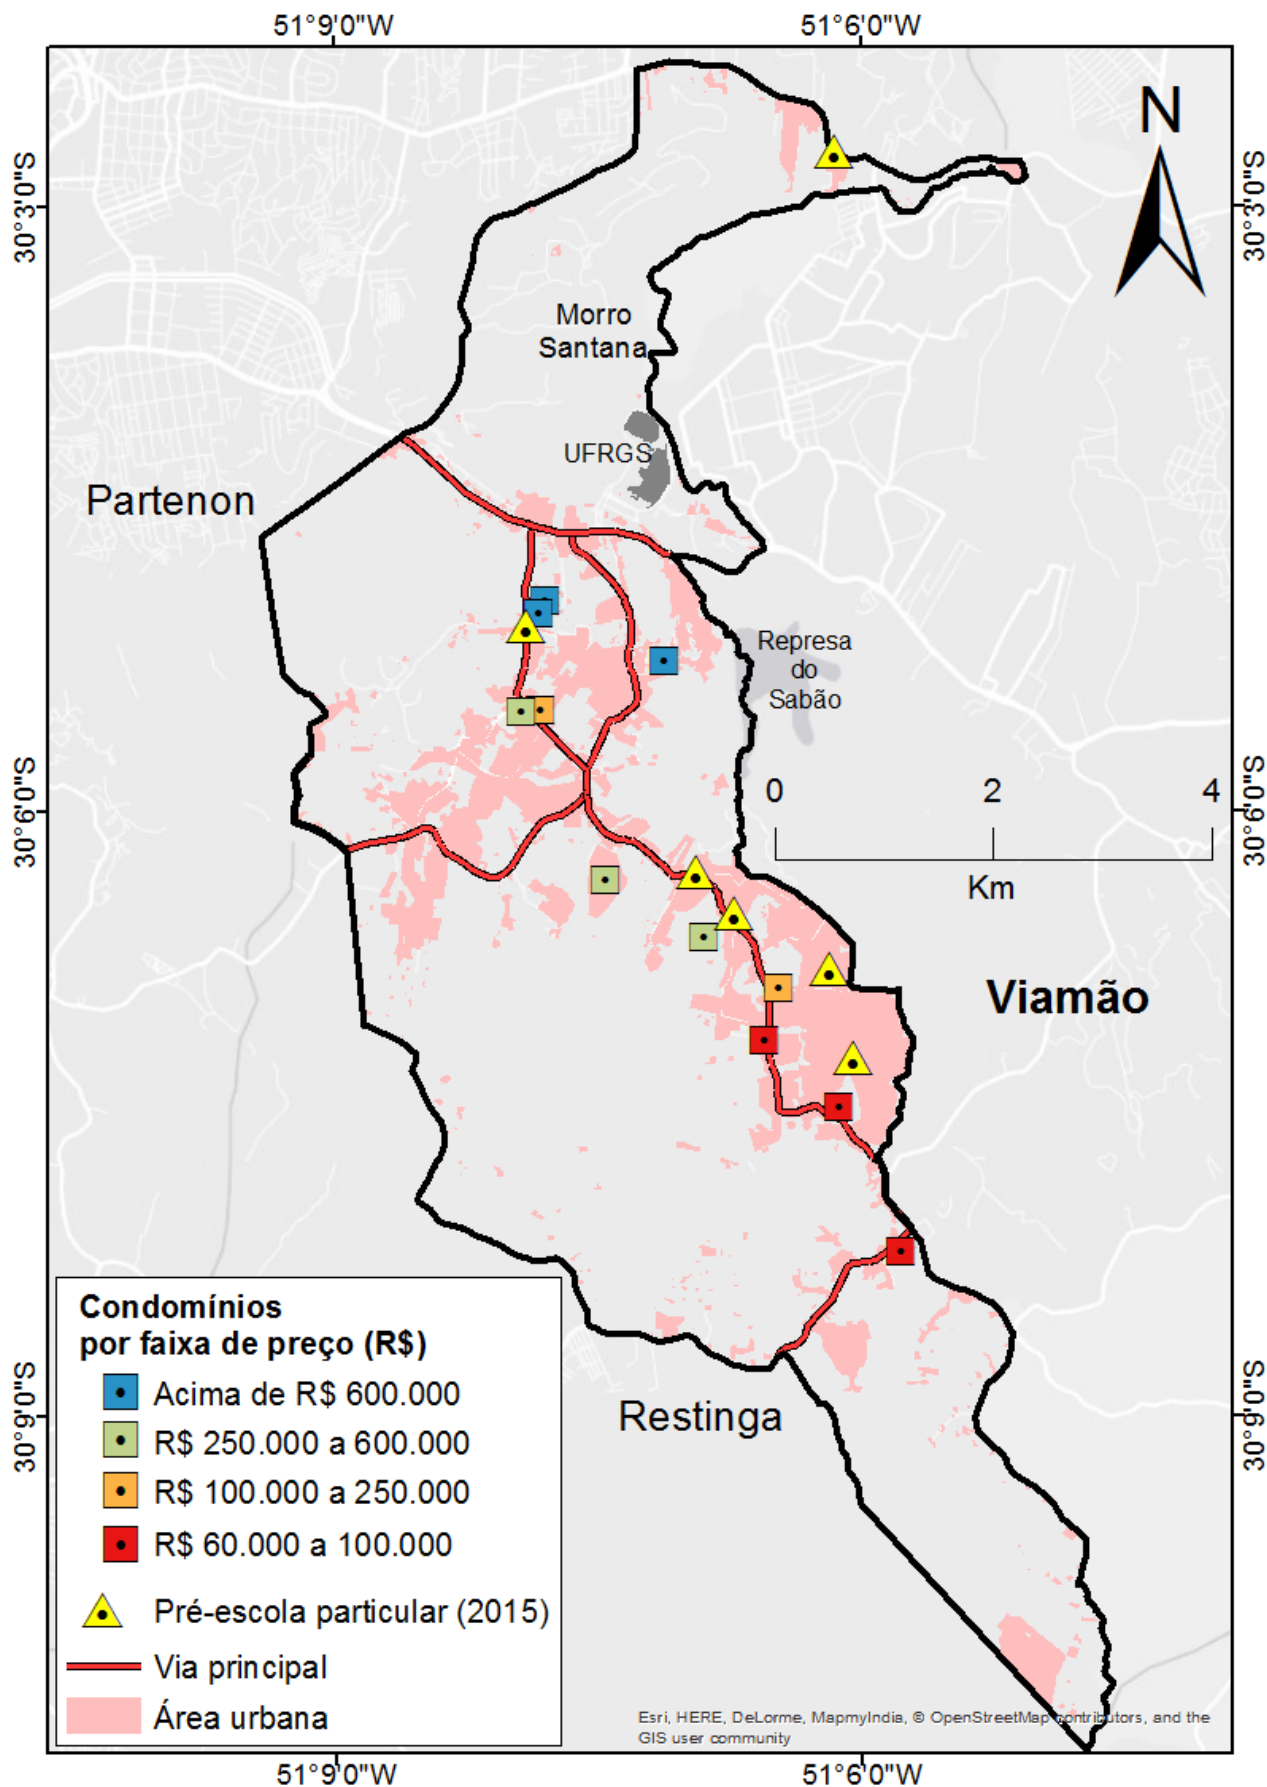 51°9'0"W
51°6'0"W
N
30°3'0"S
30°3'0"S
Morro
Santana
UFRGS
Partenon
Represa
do
Sabão
30°6'0"S
30°6'0"S
0 2 4
Km
Viamão
Restinga
30°9'0"S
30°9'0"S
Condomínios
por faixa de preço (R$)
Acima de R$ 600.000
R$ 250.000 a 600.000
R$ 100.000 a 250.000
R$ 60.000 a 100.000
Pré-escola particular (2015)
Via principal
Área urbana
Esri, HERE, DeLorme, MapmyIndia, © OpenStreetMap contributors, and the
GIS user community
51°9'0"W
51°6'0"W